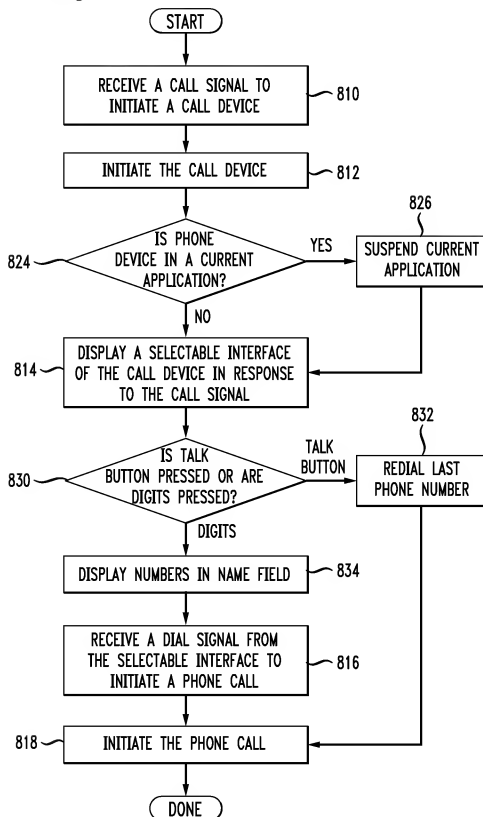 START
RECEIVE A CALL SIGNAL TO
INITIATE A CALL DEVICE
810
INITIATE THE CALL DEVICE
812
IS PHONE
DEVICE IN A CURRENT
APPLICATION?
824
YES
826
SUSPEND CURRENT
APPLICATION
NO
DISPLAY A SELECTABLE INTERFACE
OF THE CALL DEVICE IN RESPONSE
TO THE CALL SIGNAL
814
IS TALK
BUTTON PRESSED OR ARE
DIGITS PRESSED?
830
TALK
BUTTON
832
REDIAL LAST
PHONE NUMBER
DIGITS
DISPLAY NUMBERS IN NAME FIELD
834
RECEIVE A DIAL SIGNAL FROM
THE SELECTABLE INTERFACE TO
INITIATE A PHONE CALL
816
818
INITIATE THE PHONE CALL
DONE